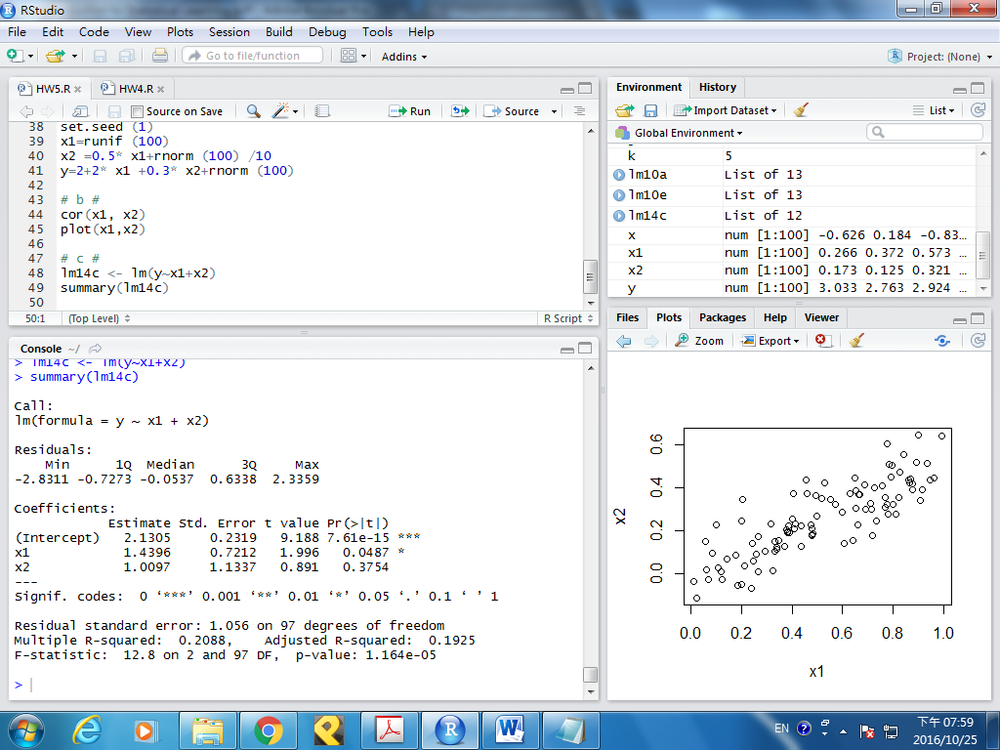 RStudio
File Edit Code View Plots Session Build Debug Tools Help
Go to file/function Addins Project: (None)
HW5.R HW4.R
Source on Save Run Source
38 set.seed (1)
39 x1=runif (100)
40 x2 =0.5* x1+rnorm (100) /10
41 y=2+2* x1 +0.3* x2+rnorm (100)
42
43 # b #
44 cor(x1, x2)
45 plot(x1,x2)
46
47 # c #
48 lm14c <- lm(y~x1+x2)
49 summary(lm14c)
50
50:1 (Top Level) R Script
Console ~/
> lm14c <- lm(y~x1+x2)
> summary(lm14c)
Call:
lm(formula = y ~ x1 + x2)
Residuals:
Min 1Q Median 3Q Max
-2.8311 -0.7273 -0.0537 0.6338 2.3359
Coefficients:
Estimate Std. Error t value Pr(>|t|)
(Intercept) 2.1305 0.2319 9.188 7.61e-15 ***
x1 1.4396 0.7212 1.996 0.0487 *
x2 1.0097 1.1337 0.891 0.3754
---
Signif. codes: 0 ‘***’ 0.001 ‘**’ 0.01 ‘*’ 0.05 ‘.’ 0.1 ‘ ’ 1
Residual standard error: 1.056 on 97 degrees of freedom
Multiple R-squared: 0.2088, Adjusted R-squared: 0.1925
F-statistic: 12.8 on 2 and 97 DF, p-value: 1.164e-05
>
Environment History
Import Dataset List
Global Environment
k 5
lm10a List of 13
lm10e List of 13
lm14c List of 12
x num [1:100] -0.626 0.184 -0.83…
x1 num [1:100] 0.266 0.372 0.573 …
x2 num [1:100] 0.173 0.125 0.321 …
y num [1:100] 3.033 2.763 2.924 …
Files Plots Packages Help Viewer
Zoom Export
0.6
0.4
x2
0.2
0.0
0.0 0.2 0.4 0.6 0.8 1.0
x1
EN 下午 07:59
2016/10/25